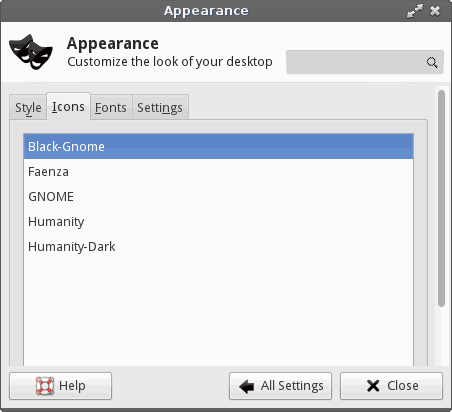 Appearance
Appearance
Customize the look of your desktop
Style Icons Fonts Settings
Black-Gnome
Faenza
GNOME
Humanity
Humanity-Dark
Help All Settings Close